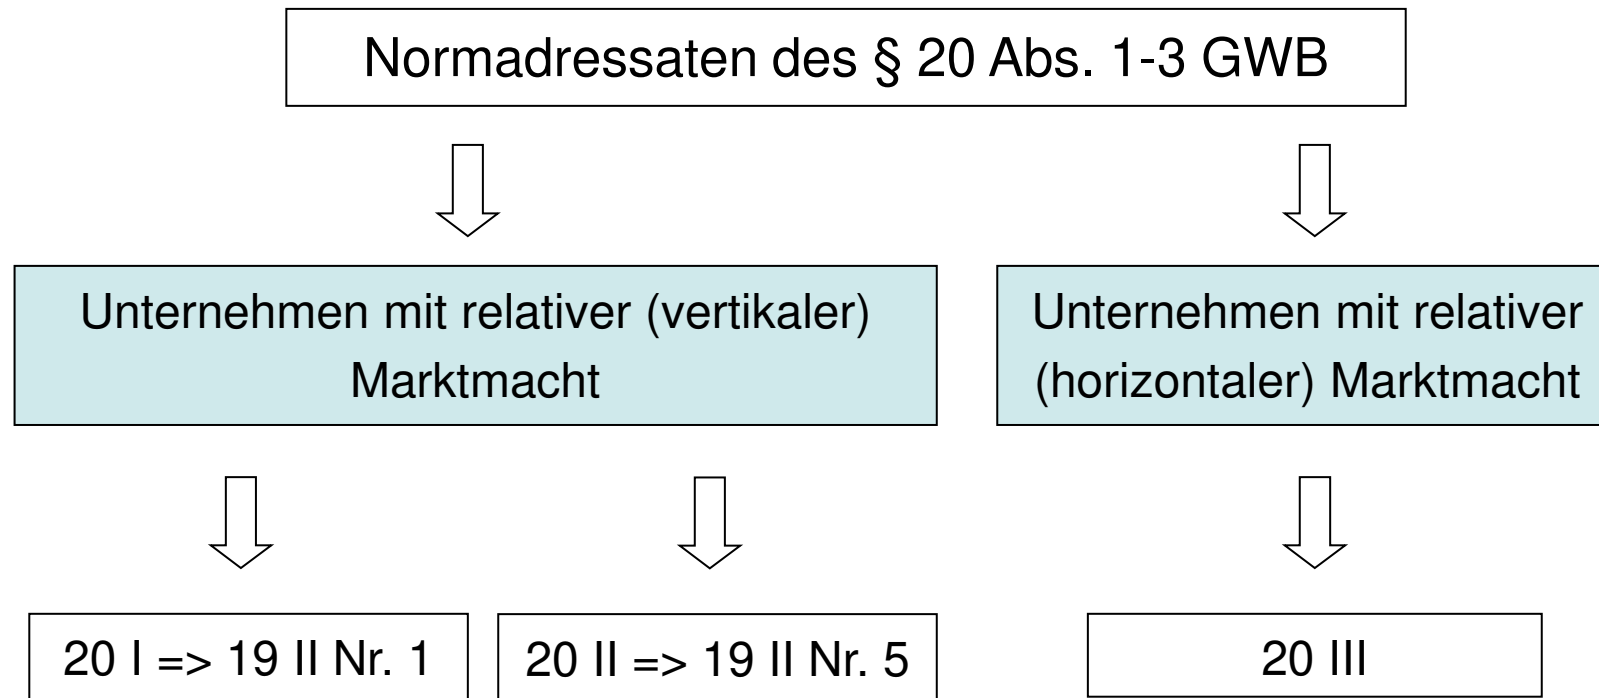 Normadressaten des § 20 Abs. 1-3 GWB
Unternehmen mit relativer (vertikaler)
Marktmacht
Unternehmen mit relativer
(horizontaler) Marktmacht
20 I => 19 II Nr. 1
20 II => 19 II Nr. 5
20 III